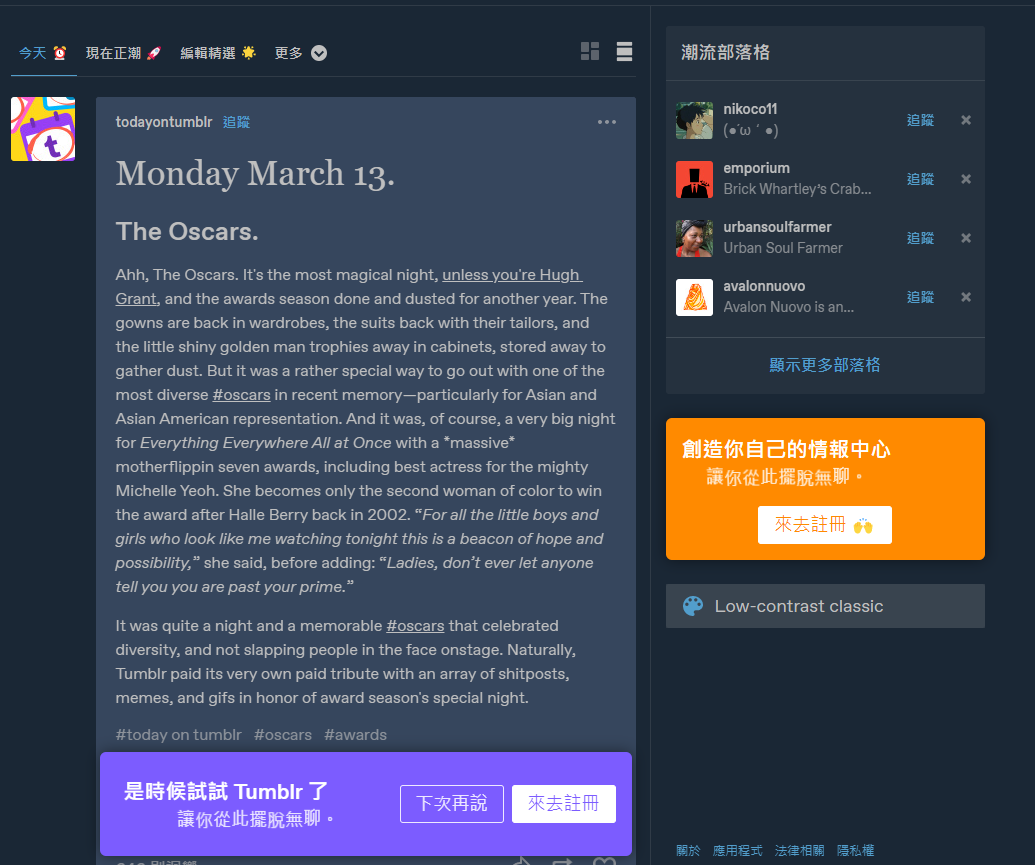 今天 現在正潮 編輯精選 更多
todayontumblr 追蹤
Monday March 13.
The Oscars.
Ahh, The Oscars. It's the most magical night, unless you're Hugh
Grant, and the awards season done and dusted for another year. The
gowns are back in wardrobes, the suits back with their tailors, and
the little shiny golden man trophies away in cabinets, stored away to
gather dust. But it was a rather special way to go out with one of the
most diverse #oscars in recent memory—particularly for Asian and
Asian American representation. And it was, of course, a very big night
for Everything Everywhere All at Once with a *massive*
motherflippin seven awards, including best actress for the mighty
Michelle Yeoh. She becomes only the second woman of color to win
the award after Halle Berry back in 2002. “For all the little boys and
girls who look like me watching tonight this is a beacon of hope and
possibility,” she said, before adding: “Ladies, don’t ever let anyone
tell you you are past your prime.”
It was quite a night and a memorable #oscars that celebrated
diversity, and not slapping people in the face onstage. Naturally,
Tumblr paid its very own paid tribute with an array of shitposts,
memes, and gifs in honor of award season's special night.
#today on tumblr #oscars #awards
是時候試試 Tumblr 了
讓你從此擺脫無聊。
下次再說 來去註冊
潮流部落格
nikoco11
(●´ω｀●)
追蹤
emporium
Brick Whartley’s Crab...
追蹤
urbansoulfarmer
Urban Soul Farmer
追蹤
avalonnuovo
Avalon Nuovo is an...
追蹤
顯示更多部落格
創造你自己的情報中心
讓你從此擺脫無聊。
來去註冊
Low-contrast classic
關於 應用程式 法律相關 隱私權